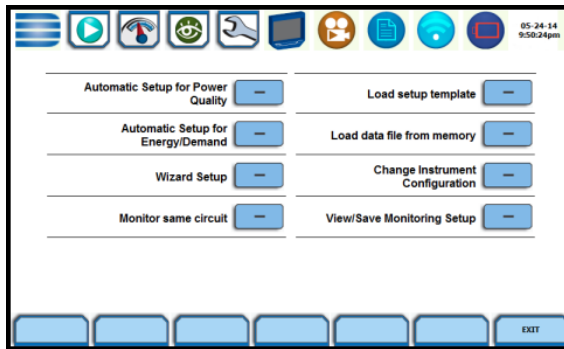 05-24-14
9:50:24pm
Automatic Setup for Power
Quality
Load setup template
Automatic Setup for
Energy/Demand
Load data file from memory
Wizard Setup
Change Instrument
Configuration
Monitor same circuit
View/Save Monitoring Setup
EXIT